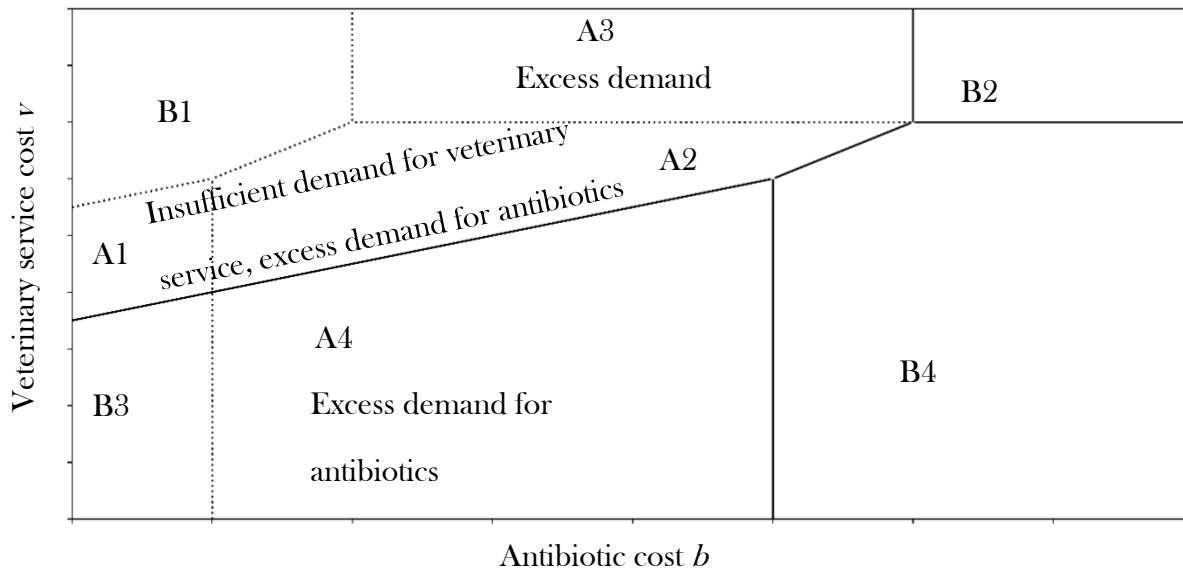 A3
Excess demand
B1
B2
Insufficient demand for veterinary
A2
service, excess demand for antibiotics
A1
A4
B4
Excess demand for
B3
antibiotics
Veterinary service cost v
Antibiotic cost b